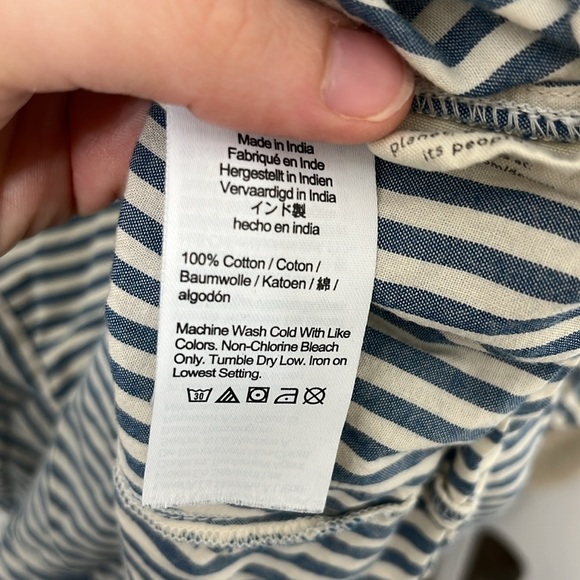 Made in India
Fabriqué en Inde
Hergestellt in Indien
Vervaardigd in India
インド製
hecho en india
100% Cotton / Coton /
Baumwolle / Katoen / 綿 /
algodón
Machine Wash Cold With Like
Colors. Non-Chlorine Bleach
Only. Tumble Dry Low. Iron on
Lowest Setting.
30
its